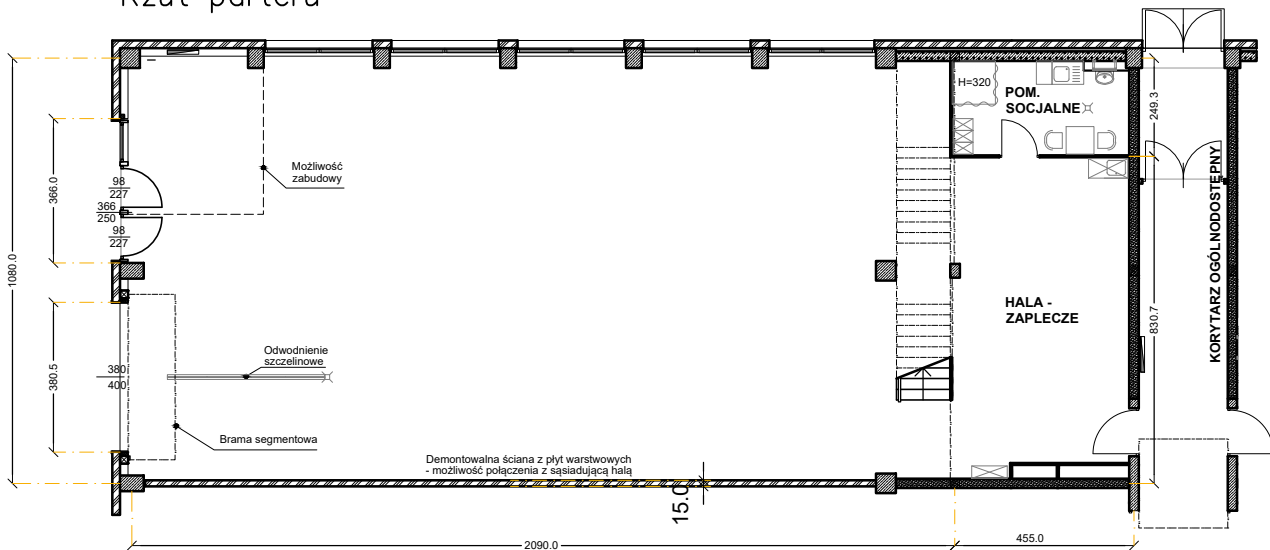 Rzut parteru
H=320
POM.
SOCJALNE
249.3
Możliwość
zabudowy
98
227
366
250
98
227
366.0
1080.0
KORYTARZ OGÓLNODOSTĘPNY
HALA -
ZAPLECZE
830.7
Odwodnienie
szczelinowe
380
400
380.5
Brama segmentowa
Demontowalna ściana z płyt warstwowych
- możliwość połączenia z sąsiadującą halą
15.0
2090.0
455.0